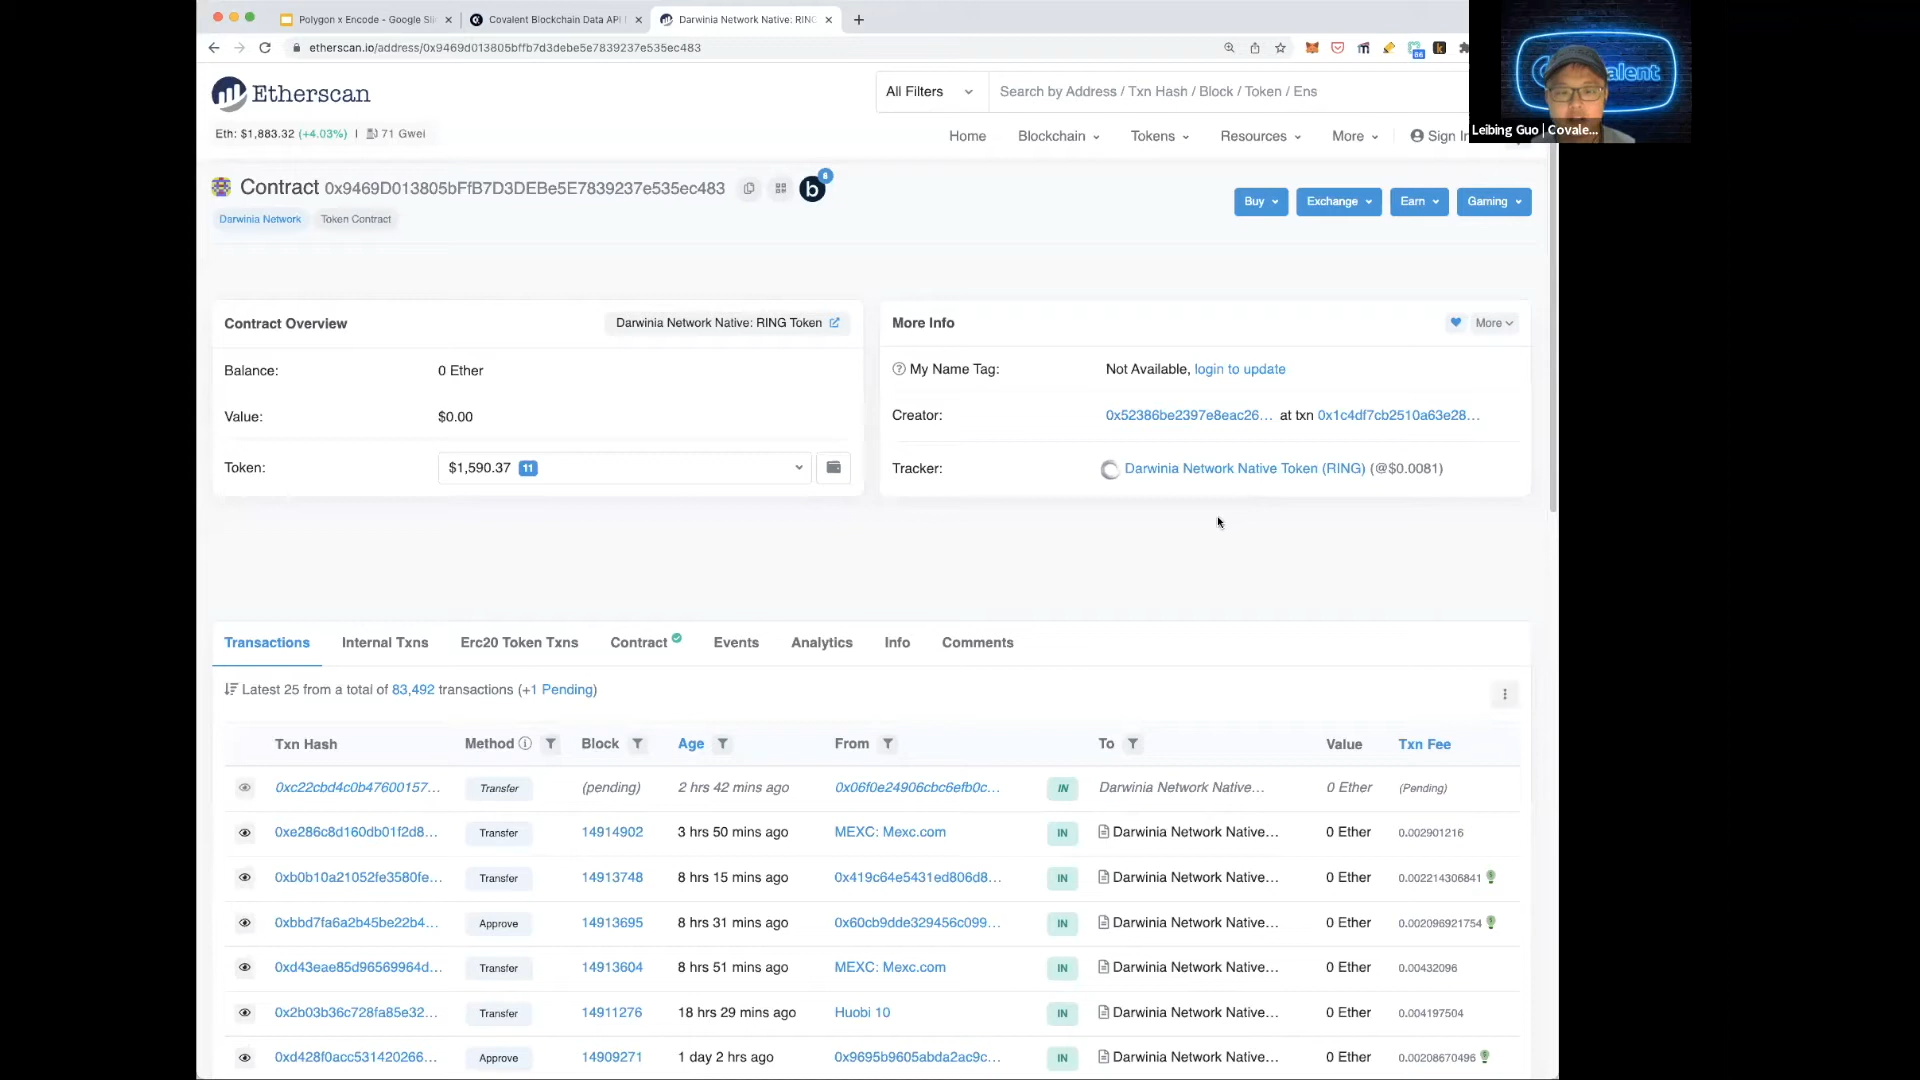 Polygon x Encode - Google Sli
Covalent Blockchain Data API
Darwinia Network Native: RING
etherscan.io/address/0x9469d013805bffb7d3debe5e7839237e535ec483
66
k
Covalent
Leibing Guo | Covale...
Etherscan
All Filters
Search by Address / Txn Hash / Block / Token / Ens
Eth: $1,883.32 (+4.03%) | 71 Gwei
Home
Blockchain
Tokens
Resources
More
Sign In
Contract 0x9469D013805bFfB7D3DEBe5E7839237e535ec483
b
Buy
Exchange
Earn
Gaming
Darwinia Network
Token Contract
Contract Overview
Darwinia Network Native: RING Token
Balance:
0 Ether
Value:
$0.00
Token:
$1,590.37 11
More Info
More
My Name Tag:
Not Available, login to update
Creator:
0x52386be2397e8eac26... at txn 0x1c4df7cb2510a63e28...
Tracker:
Darwinia Network Native Token (RING) (@$0.0081)
Transactions
Internal Txns
Erc20 Token Txns
Contract
Events
Analytics
Info
Comments
Latest 25 from a total of 83,492 transactions (+1 Pending)
Txn Hash Method Block Age From To Value Txn Fee
0xc22cbd4c0b47600157... Transfer (pending) 2 hrs 42 mins ago 0x06f0e24906cbc6efb0c... IN Darwinia Network Native... 0 Ether (Pending)
0xe286c8d160db01f2d8... Transfer 14914902 3 hrs 50 mins ago MEXC: Mexc.com IN Darwinia Network Native... 0 Ether 0.002901216
0xb0b10a21052fe3580fe... Transfer 14913748 8 hrs 15 mins ago 0x419c64e5431ed806d8... IN Darwinia Network Native... 0 Ether 0.002214306841
0xbbd7fa6a2b45be22b4... Approve 14913695 8 hrs 31 mins ago 0x60cb9dde329456c099... IN Darwinia Network Native... 0 Ether 0.002096921754
0xd43eae85d96569964d... Transfer 14913604 8 hrs 51 mins ago MEXC: Mexc.com IN Darwinia Network Native... 0 Ether 0.00432096
0x2b03b36c728fa85e32... Transfer 14911276 18 hrs 29 mins ago Huobi 10 IN Darwinia Network Native... 0 Ether 0.004197504
0xd428f0acc531420266... Approve 14909271 1 day 2 hrs ago 0x9695b9605abda2ac9c... IN Darwinia Network Native... 0 Ether 0.00208670496